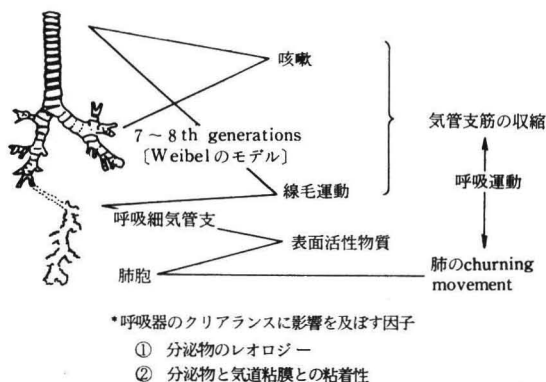 咳嗽
気管支筋の収縮
7～8 th generations
〔Weibelのモデル〕
線毛運動
呼吸運動
呼吸細気管支
表面活性物質
肺胞
肺のchurning
movement
*呼吸器のクリアランスに影響を及ぼす因子
① 分泌物のレオロジー
② 分泌物と気道粘膜との粘着性